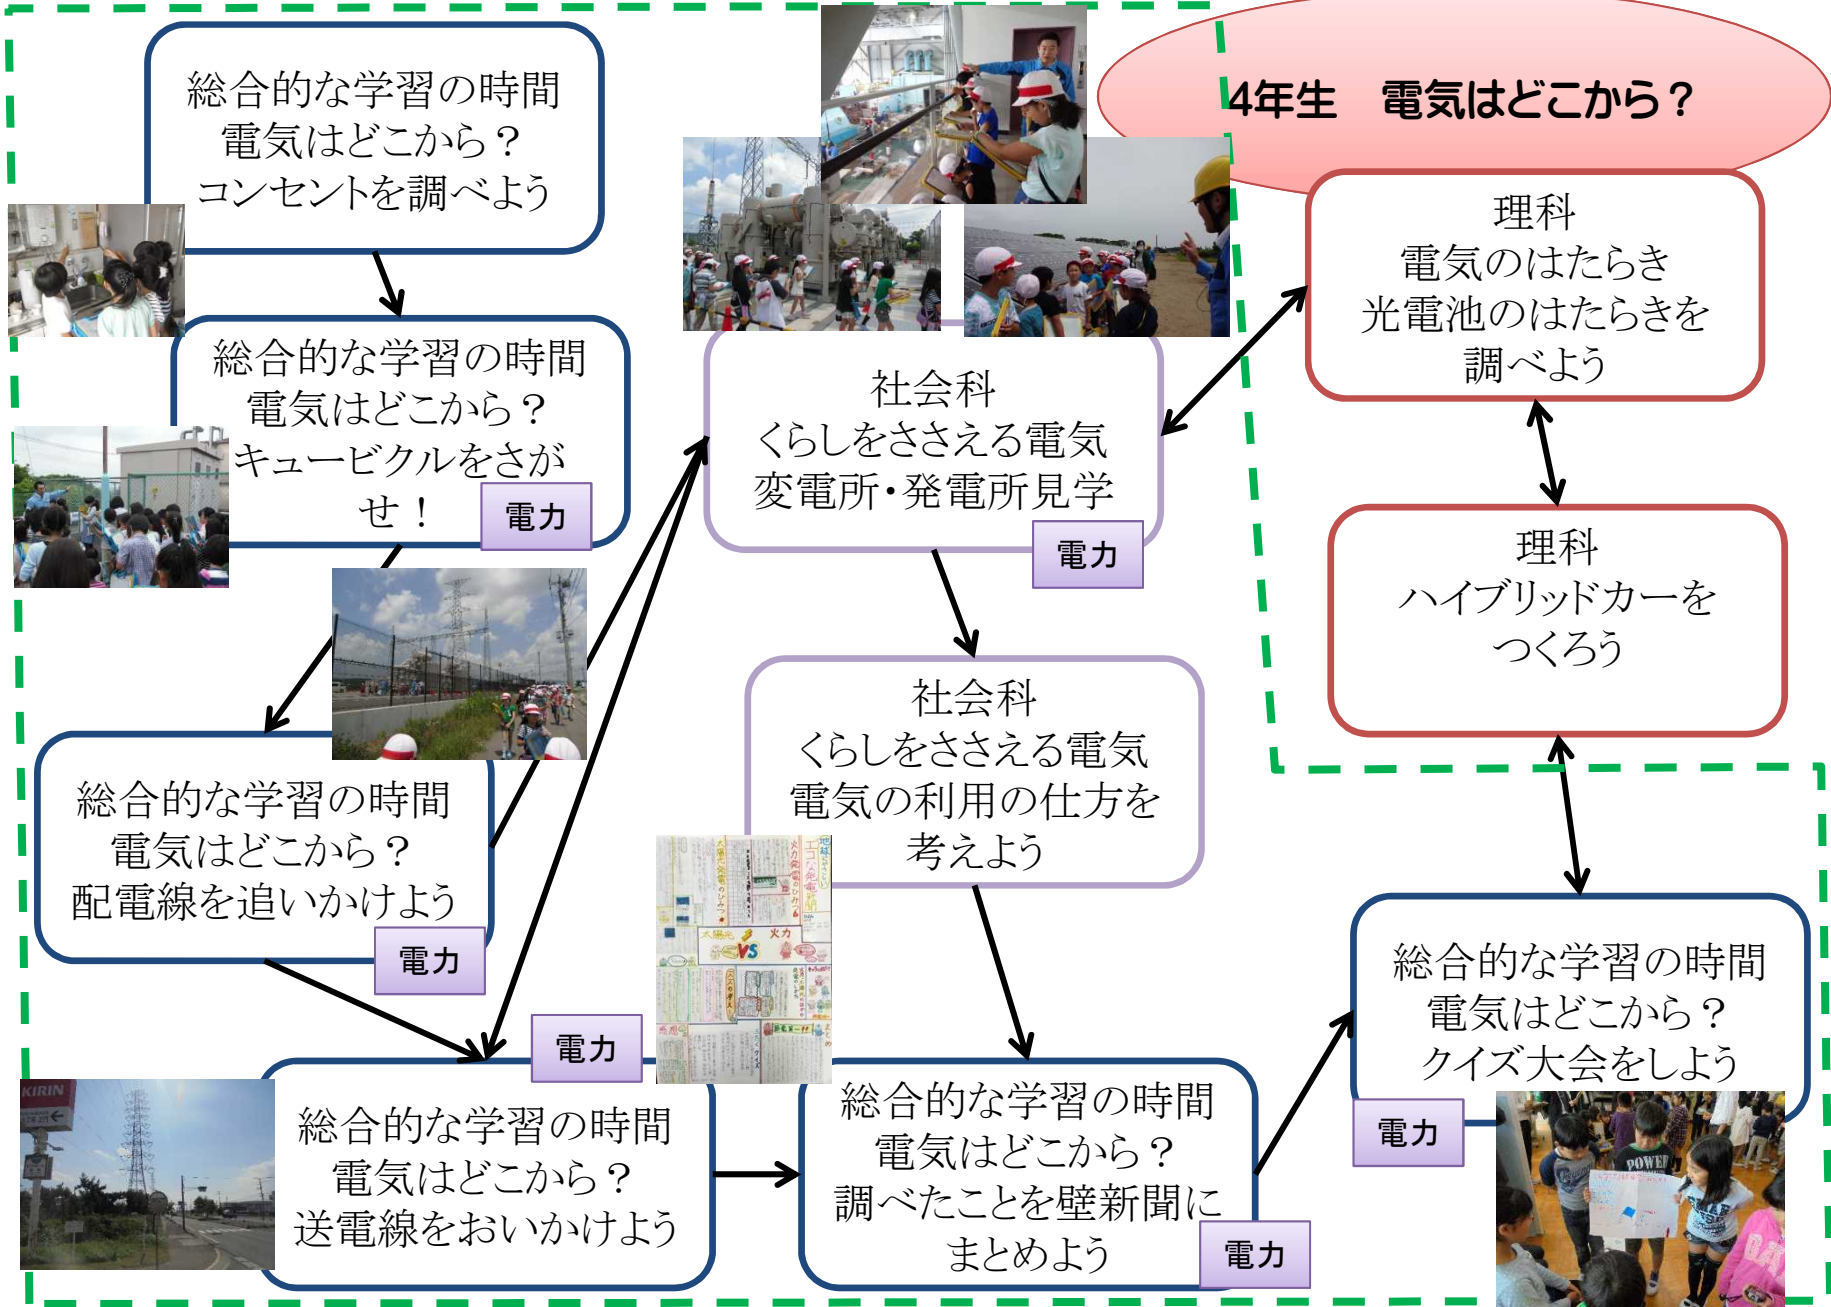 4年生　電気はどこから？
総合的な学習の時間
電気はどこから？
コンセントを調べよう
総合的な学習の時間
電気はどこから？
キュービクルをさが
せ！
電力
総合的な学習の時間
電気はどこから？
配電線を追いかけよう
電力
電力
総合的な学習の時間
電気はどこから？
送電線をおいかけよう
KIRIN
社会科
くらしをささえる電気
変電所・発電所見学
電力
社会科
くらしをささえる電気
電気の利用の仕方を
考えよう
太陽光
火力
VS
総合的な学習の時間
電気はどこから？
調べたことを壁新聞に
まとめよう
電力
理科
電気のはたらき
光電池のはたらきを
調べよう
理科
ハイブリッドカーを
つくろう
総合的な学習の時間
電気はどこから？
クイズ大会をしよう
電力
POWER